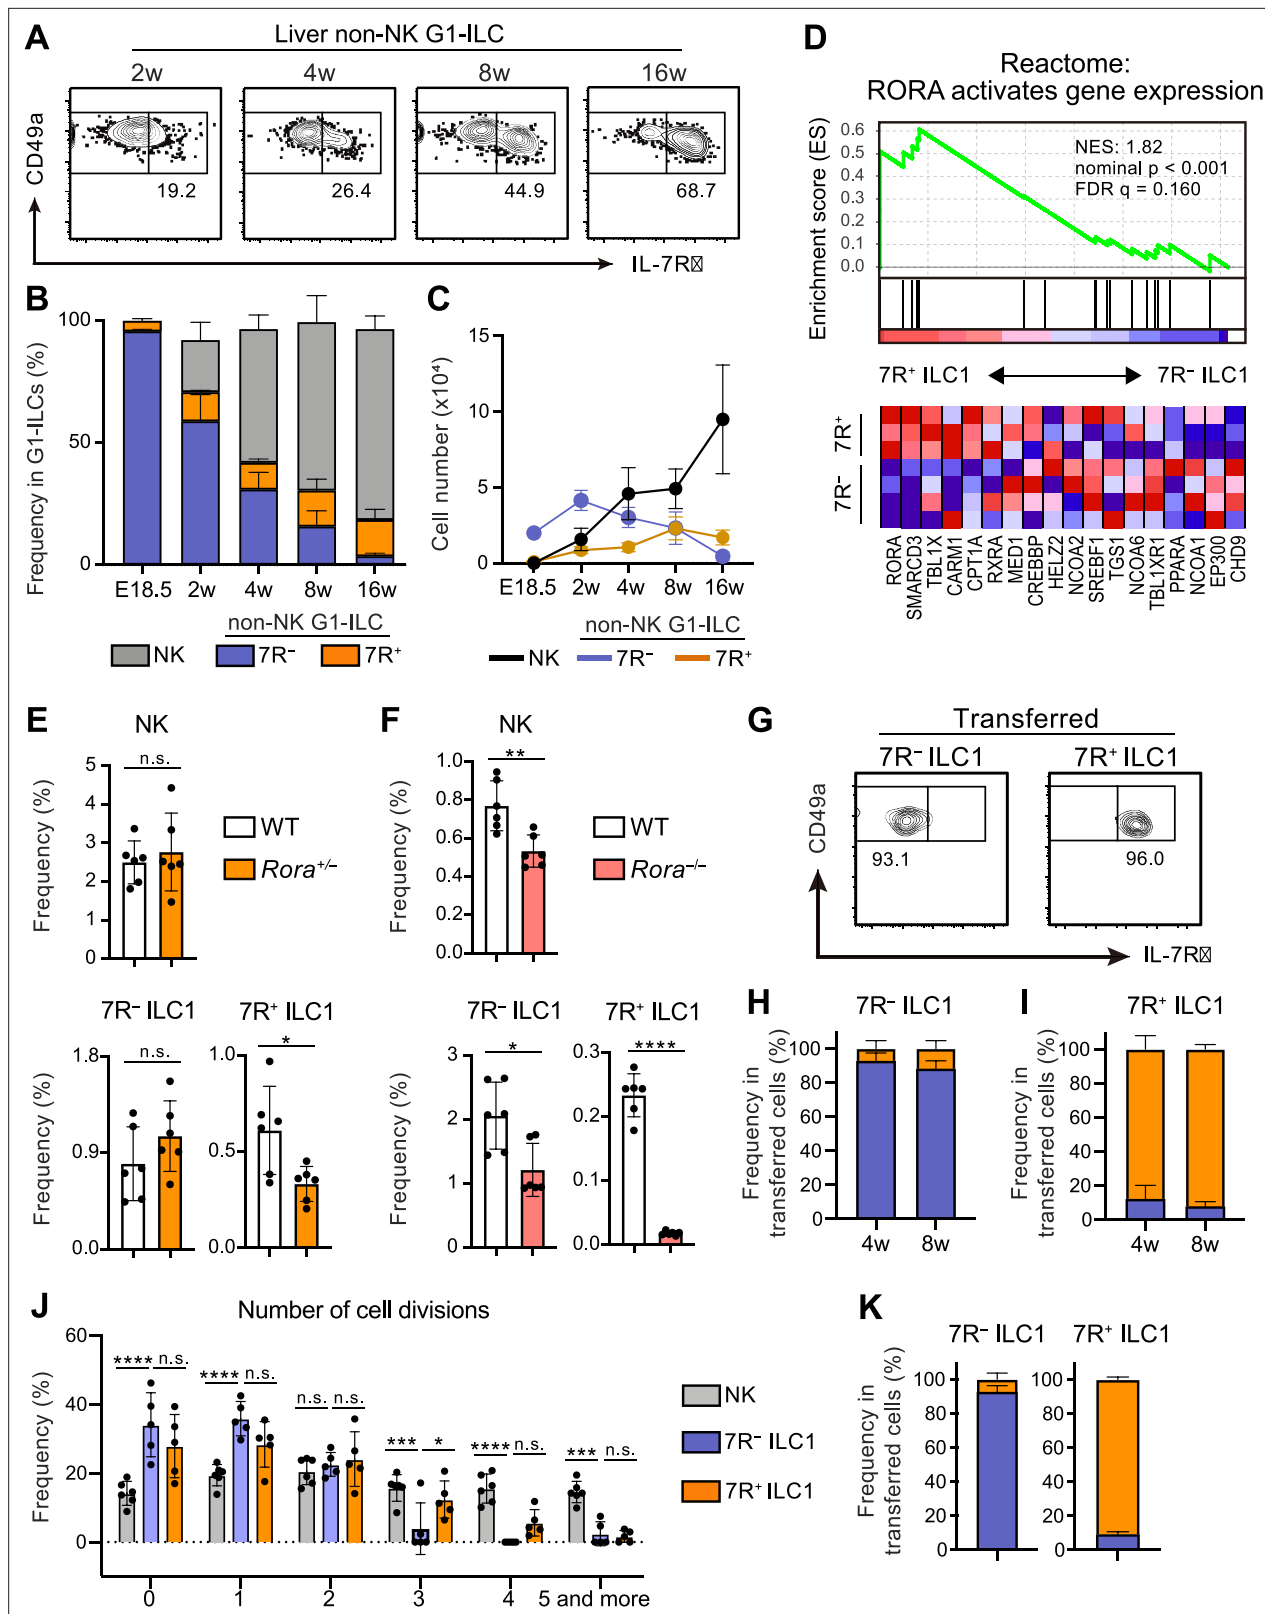 A
Liver non-NK G1-ILC
2w 4w 8w 16w
CD49a
19.2 26.4 44.9 68.7
IL-7R☒
B
Frequency in G1-ILCs (%)
100
50
0
E18.5 2w 4w 8w 16w
non-NK G1-ILC
NK 7R⁻ 7R⁺
C
Cell number (x10⁴)
15
10
5
0
E18.5 2w 4w 8w 16w
non-NK G1-ILC
NK 7R⁻ 7R⁺
D
Reactome:
RORA activates gene expression
Enrichment score (ES)
0.6
0.5
0.4
0.3
0.2
0.1
0.0
NES: 1.82
nominal p < 0.001
FDR q = 0.160
7R⁺ ILC1 7R⁻ ILC1
7R⁺
7R⁻
RORA
SMARCD3
TBL1X
CARM1
CPT1A
RXRA
MED1
CREBBP
HELZ2
NCOA2
SREBF1
TGS1
NCOA6
TBL1XR1
PPARA
NCOA1
EP300
CHD9
E
NK
Frequency (%)
5
4
3
2
1
0
n.s.
WT
Rora⁺/⁻
7R⁻ ILC1
Frequency (%)
1.8
0.9
0.0
n.s.
7R⁺ ILC1
1.0
0.5
0.0
*
F
NK
Frequency (%)
1.0
0.8
0.6
0.4
0.2
0.0
**
WT
Rora⁻/⁻
7R⁻ ILC1
Frequency (%)
3
2
1
0
*
7R⁺ ILC1
0.3
0.2
0.1
0.0
****
G
Transferred
7R⁻ ILC1 7R⁺ ILC1
CD49a
93.1 96.0
IL-7R☒
H
7R⁻ ILC1
Frequency in
transferred cells (%)
100
80
60
40
20
0
4w 8w
I
7R⁺ ILC1
Frequency in
transferred cells (%)
100
80
60
40
20
0
4w 8w
J
Number of cell divisions
Frequency (%)
60
40
20
0
**** n.s. **** n.s. n.s. n.s. *** * **** n.s. *** n.s.
0 1 2 3 4 5 and more
NK
7R⁻ ILC1
7R⁺ ILC1
K
7R⁻ ILC1
Frequency in
transferred cells (%)
100
80
60
40
20
0
7R⁺ ILC1
100
80
60
40
20
0